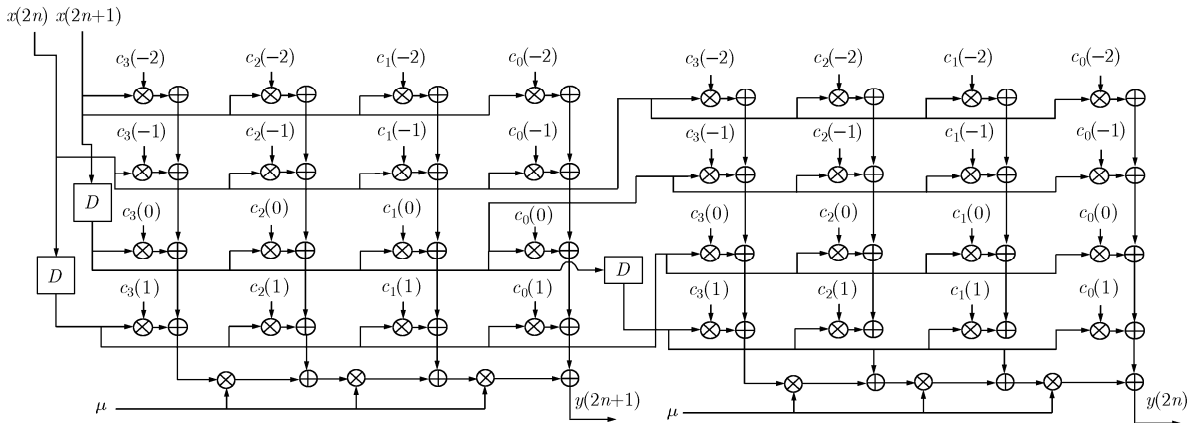 x(2n) x(2n+1)
c₃(−2) c₂(−2) c₁(−2) c₀(−2) c₃(−2) c₂(−2) c₁(−2) c₀(−2)
c₃(−1) c₂(−1) c₁(−1) c₀(−1) c₃(−1) c₂(−1) c₁(−1) c₀(−1)
D
c₃(0) c₂(0) c₁(0) c₀(0) c₃(0) c₂(0) c₁(0) c₀(0)
D D
c₃(1) c₂(1) c₁(1) c₀(1) c₃(1) c₂(1) c₁(1) c₀(1)
μ y(2n+1) μ y(2n)